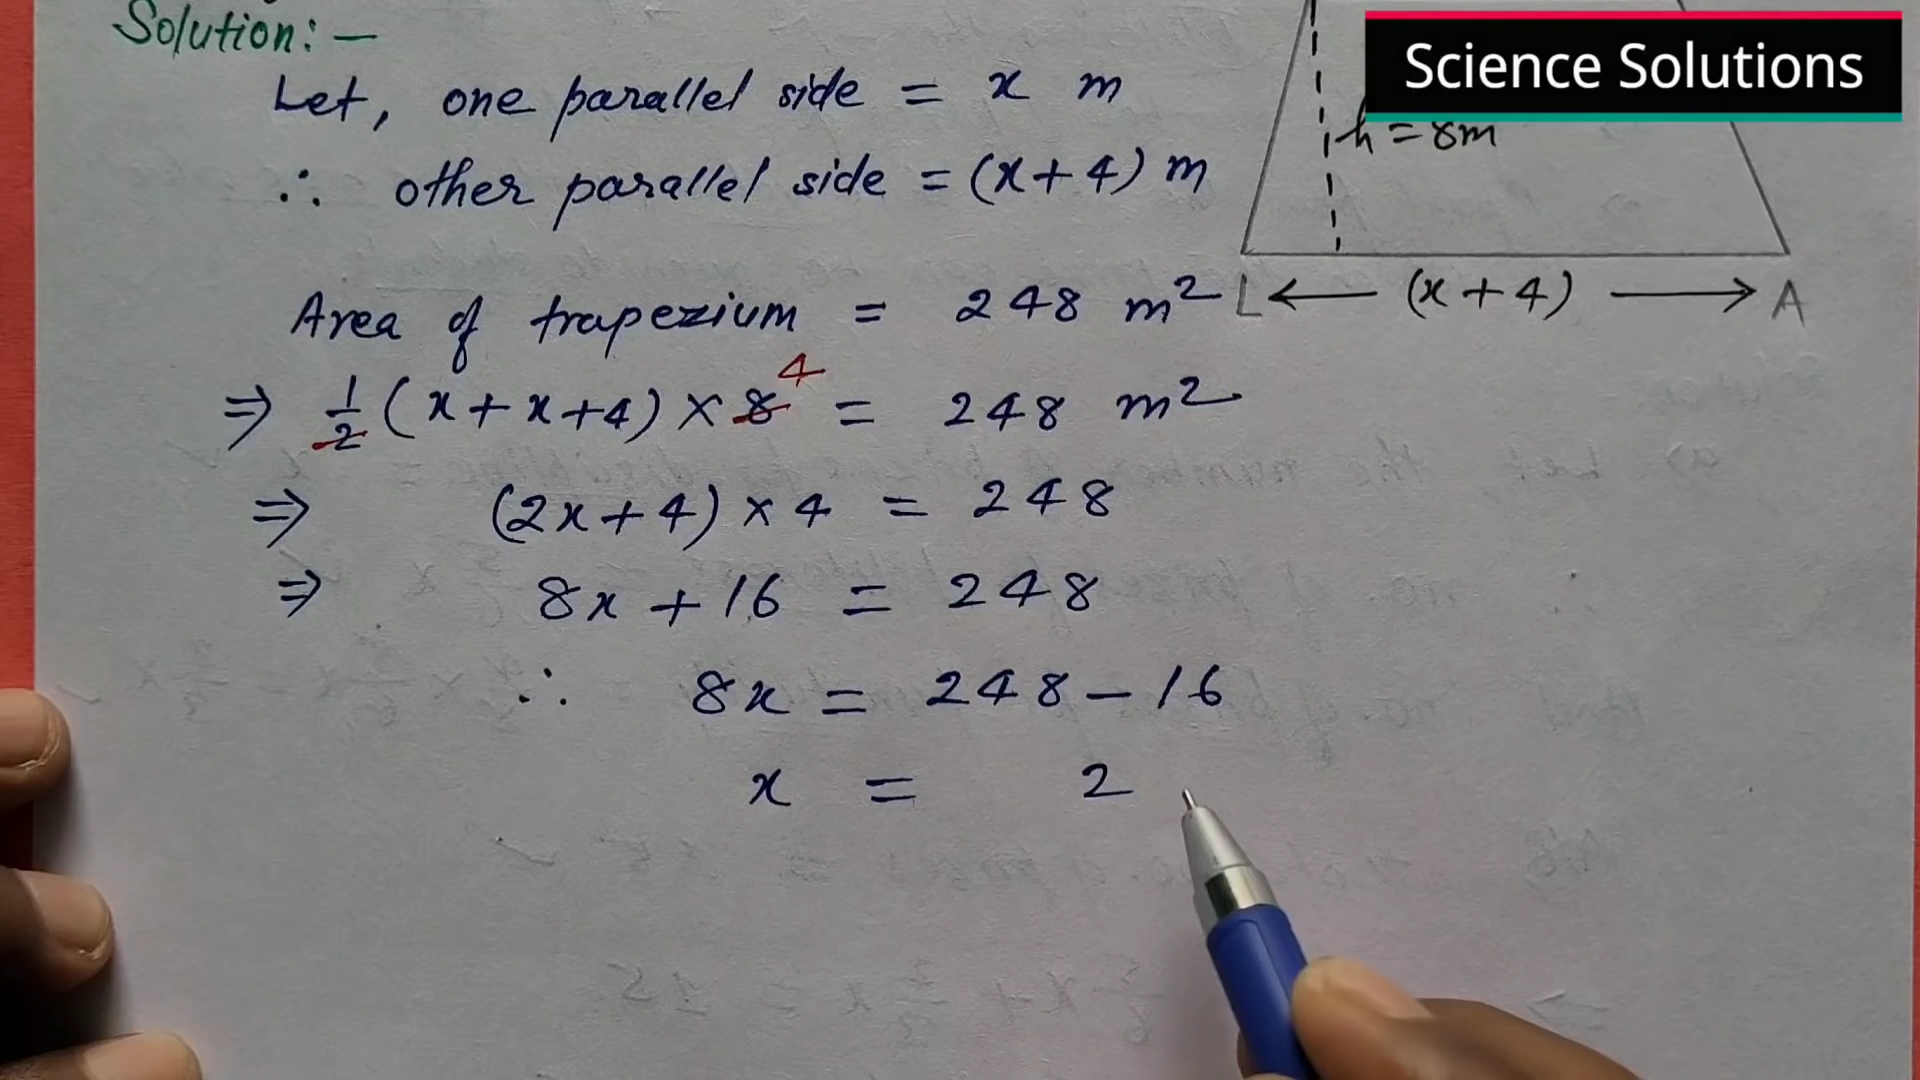 Solution:-
Science Solutions
Let, one parallel side = x m
h = 8m
∴ other parallel side = (x+4) m
L ← (x+4) → A
Area of trapezium = 248 m²
⇒ 1/2 (x+x+4) × 8 4 = 248 m²
⇒ (2x+4) × 4 = 248
⇒ 8x + 16 = 248
∴ 8x = 248 - 16
x = 2